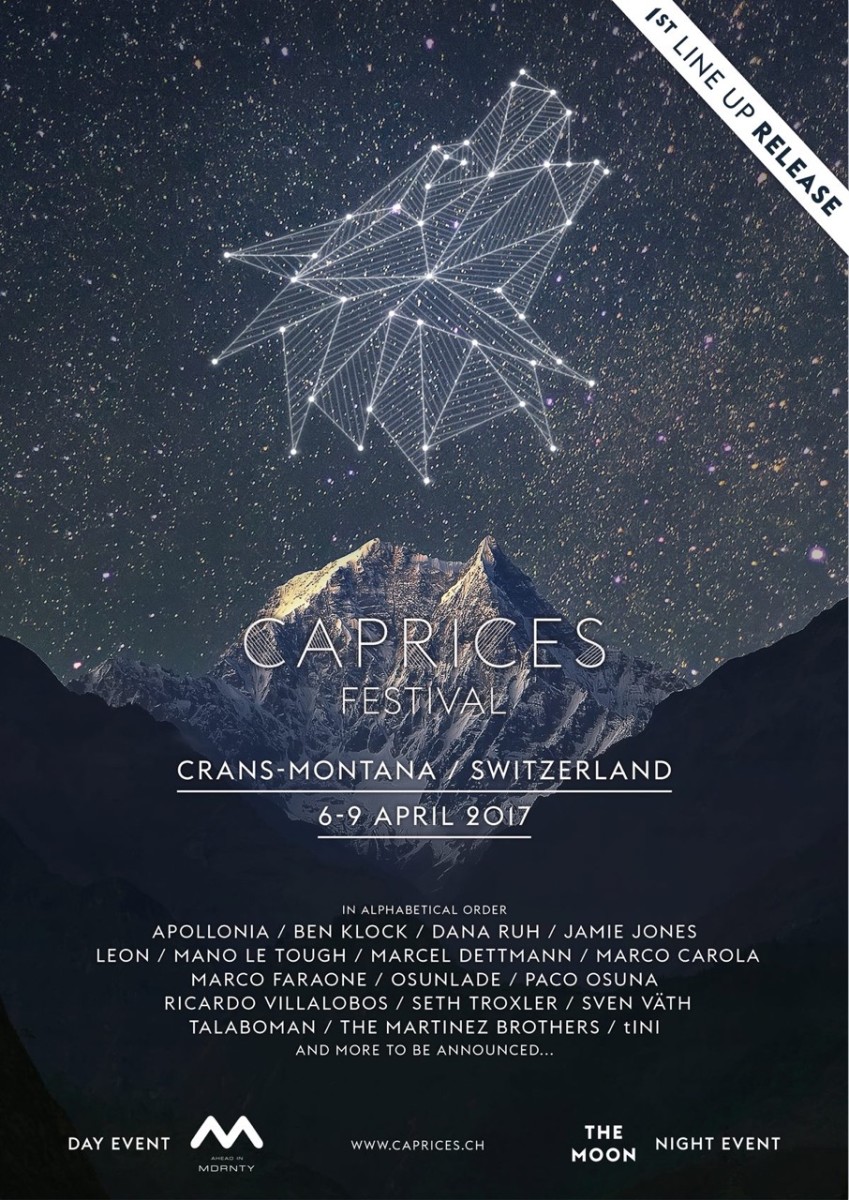 1ST LINE UP RELEASE
CAPRICES
FESTIVAL
CRANS-MONTANA / SWITZERLAND
6-9 APRIL 2017
IN ALPHABETICAL ORDER
APOLLONIA / BEN KLOCK / DANA RUH / JAMIE JONES
LEON / MANO LE TOUGH / MARCEL DETTMANN / MARCO CAROLA
MARCO FARAONE / OSUNLADE / PACO OSUNA
RICARDO VILLALOBOS / SETH TROXLER / SVEN VÄTH
TALABOMAN / THE MARTINEZ BROTHERS / tINI
AND MORE TO BE ANNOUNCED...
DAY EVENT
AHEAD IN
MDRNTY
WWW.CAPRICES.CH
THE
MOON
NIGHT EVENT